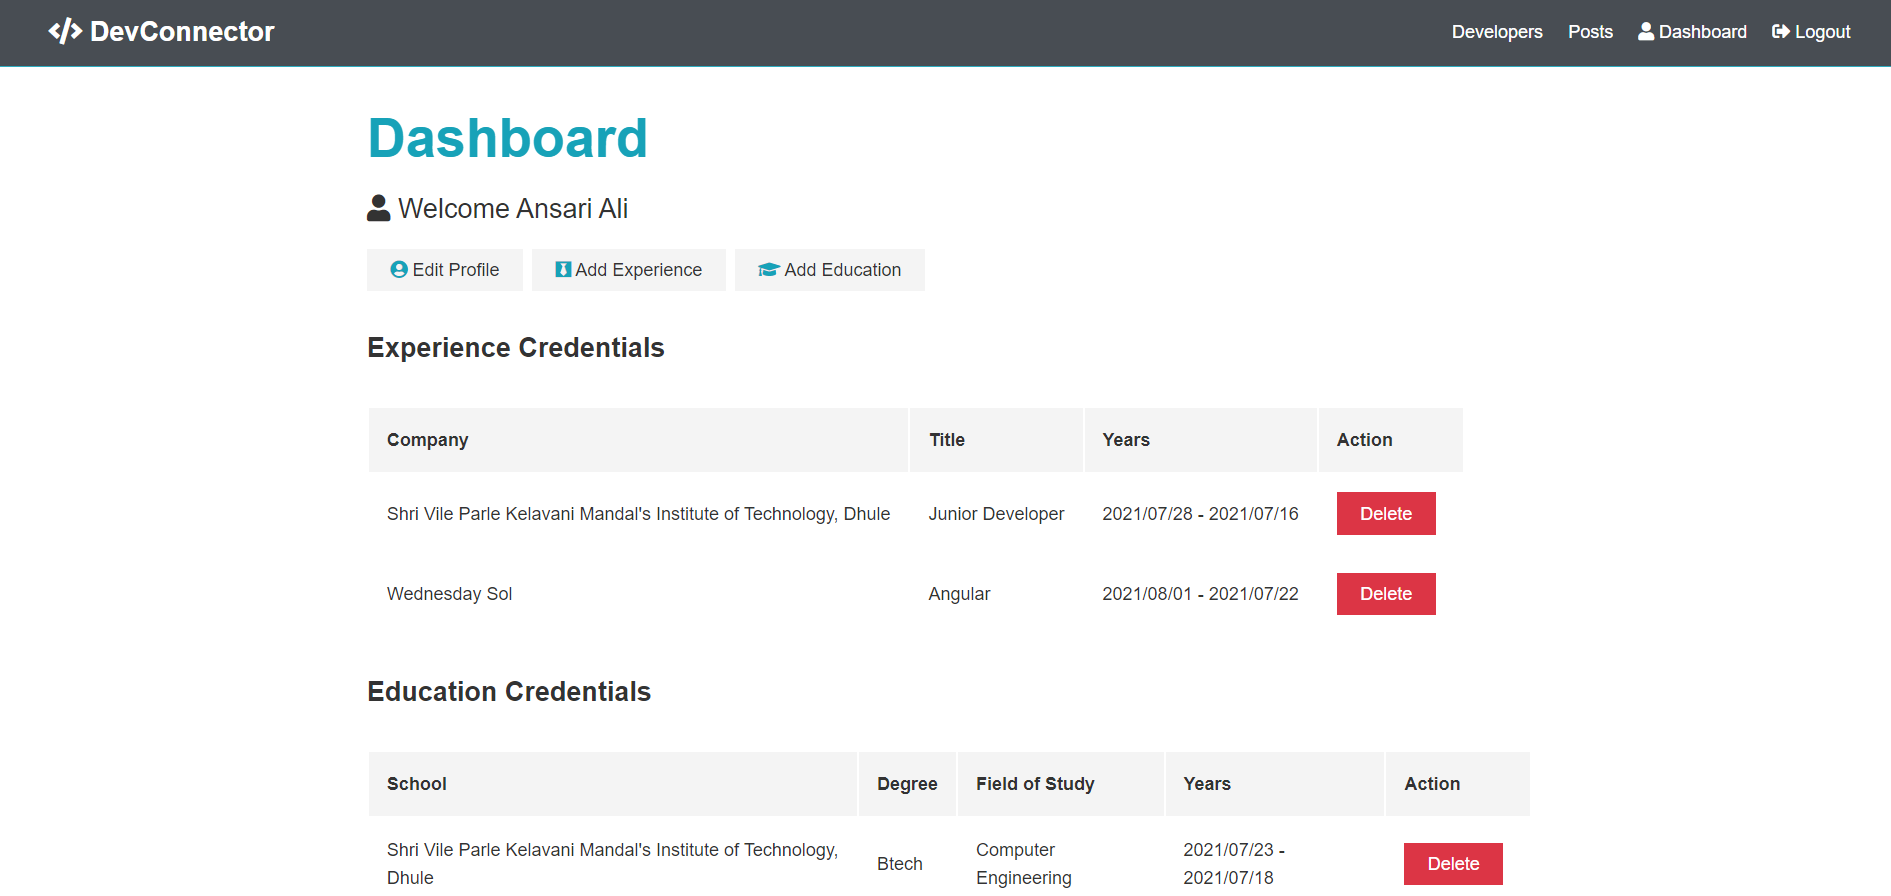 DevConnector
Developers Posts Dashboard Logout
Dashboard
Welcome Ansari Ali
Edit Profile Add Experience Add Education
Experience Credentials
Company Title Years Action
Shri Vile Parle Kelavani Mandal's Institute of Technology, Dhule Junior Developer 2021/07/28 - 2021/07/16 Delete
Wednesday Sol Angular 2021/08/01 - 2021/07/22 Delete
Education Credentials
School Degree Field of Study Years Action
Shri Vile Parle Kelavani Mandal's Institute of Technology,
Dhule
Btech
Computer
Engineering
2021/07/23 -
2021/07/18
Delete